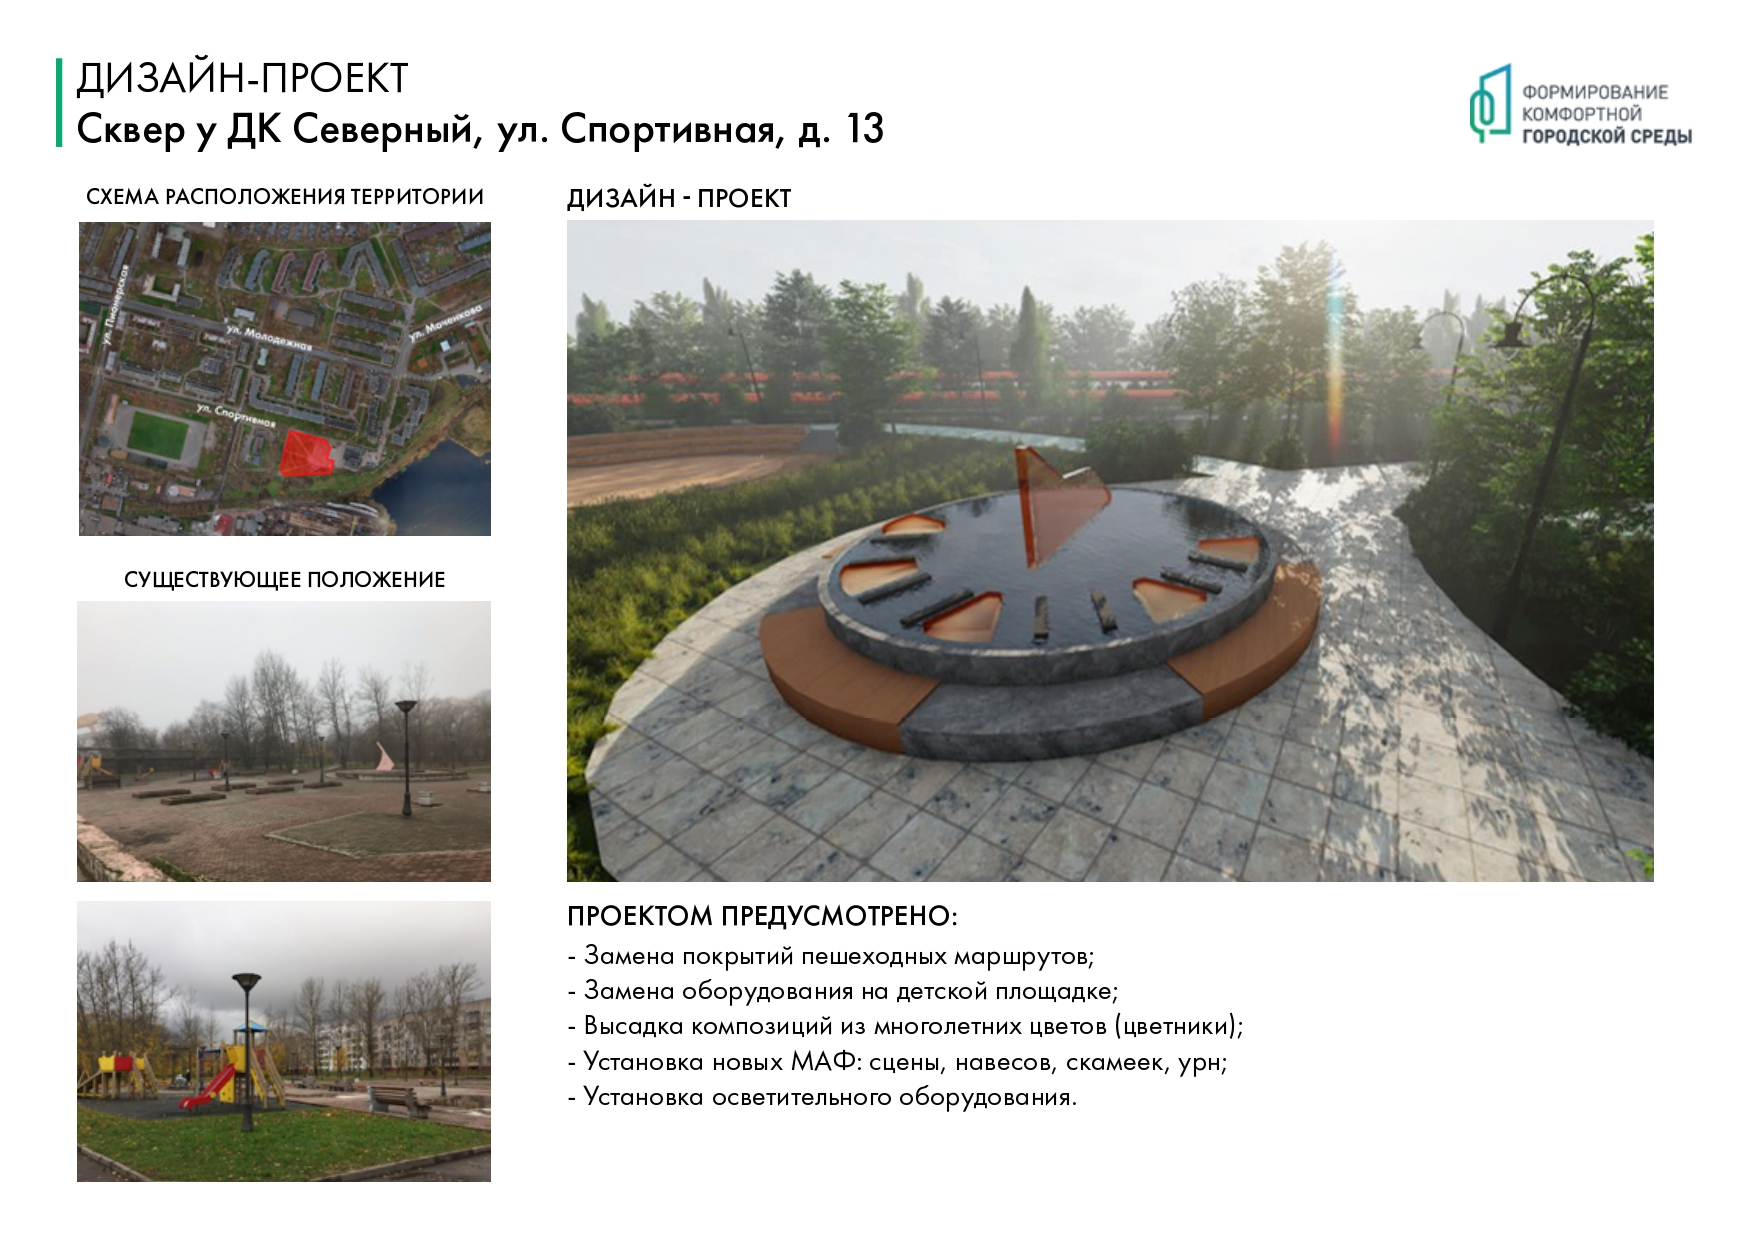 ДИЗАЙН-ПРОЕКТ
Сквер у ДК Северный, ул. Спортивная, д. 13
ФОРМИРОВАНИЕ
КОМФОРТНОЙ
ГОРОДСКОЙ СРЕДЫ
СХЕМА РАСПОЛОЖЕНИЯ ТЕРРИТОРИИ
ул. Пионерская
ул. Молодежная
ул. Маченкова
ул. Спортивная
СУЩЕСТВУЮЩЕЕ ПОЛОЖЕНИЕ
ДИЗАЙН - ПРОЕКТ
ПРОЕКТОМ ПРЕДУСМОТРЕНО:
- Замена покрытий пешеходных маршрутов;
- Замена оборудования на детской площадке;
- Высадка композиций из многолетних цветов (цветники);
- Установка новых МАФ: сцены, навесов, скамеек, урн;
- Установка осветительного оборудования.